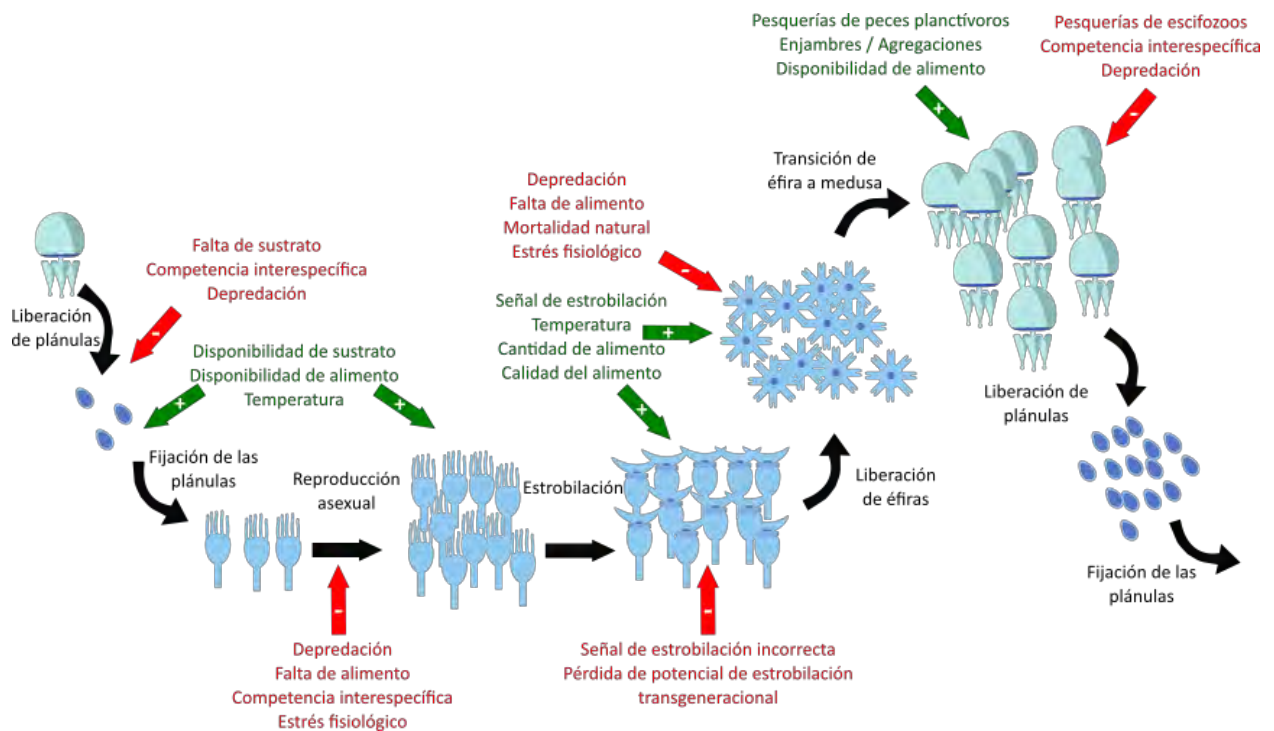 Pesquerías de peces planctívoros
Enjambres / Agregaciones
Disponibilidad de alimento
+
Pesquerías de escifozoos
Competencia interespecífica
Depredación
-
Transición de
éfira a medusa
Depredación
Falta de alimento
Mortalidad natural
Estrés fisiológico
-
Falta de sustrato
Competencia interespecífica
Depredación
-
Liberación
de plánulas
Señal de estrobilación
Temperatura
Cantidad de alimento
Calidad del alimento
+
+
Disponibilidad de sustrato
Disponibilidad de alimento
Temperatura
+
+
Liberación de
plánulas
Fijación de las
plánulas
Reproducción
asexual
Estrobilación
Liberación
de éfiras
Fijación de las
plánulas
-
Depredación
Falta de alimento
Competencia interespecífica
Estrés fisiológico
-
Señal de estrobilación incorrecta
Pérdida de potencial de estrobilación
transgeneracional